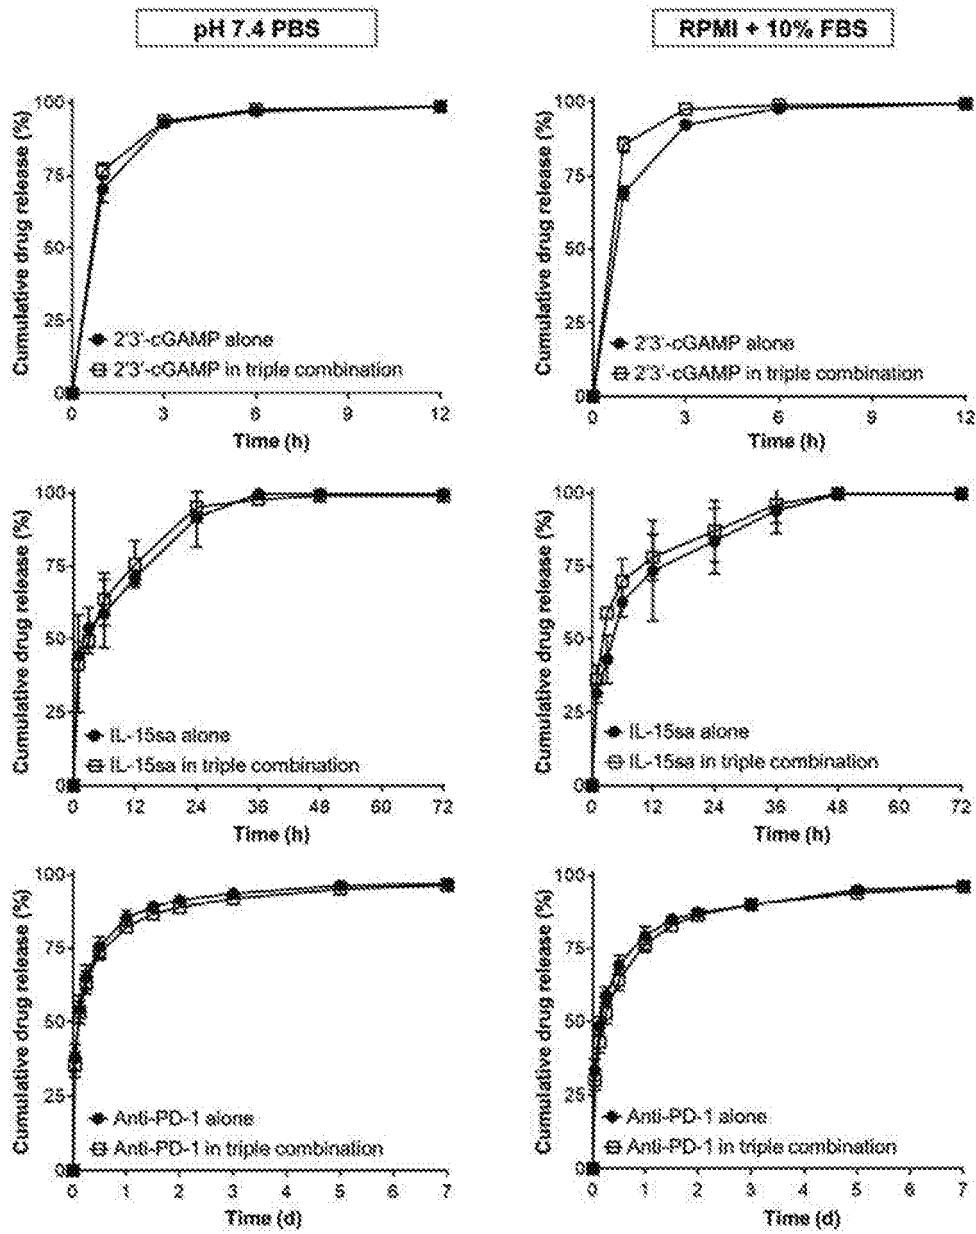 pH 7.4 PBS
RPMI + 10% FBS
Cumulative drug release (%)
100
75
50
25
0
2'3'-cGAMP alone
2'3'-cGAMP in triple combination
0 3 6 9 12
Time (h)
Cumulative drug release (%)
100
75
50
25
0
2'3'-cGAMP alone
2'3'-cGAMP in triple combination
0 3 6 9 12
Time (h)
Cumulative drug release (%)
100
75
50
25
0
IL-15sa alone
IL-15sa in triple combination
0 12 24 36 48 60 72
Time (h)
Cumulative drug release (%)
100
75
50
25
0
IL-15sa alone
IL-15sa in triple combination
0 12 24 36 48 60 72
Time (h)
Cumulative drug release (%)
100
75
50
25
0
Anti-PD-1 alone
Anti-PD-1 in triple combination
0 1 2 3 4 5 6 7
Time (d)
Cumulative drug release (%)
100
75
50
25
0
Anti-PD-1 alone
Anti-PD-1 in triple combination
0 1 2 3 4 5 6 7
Time (d)